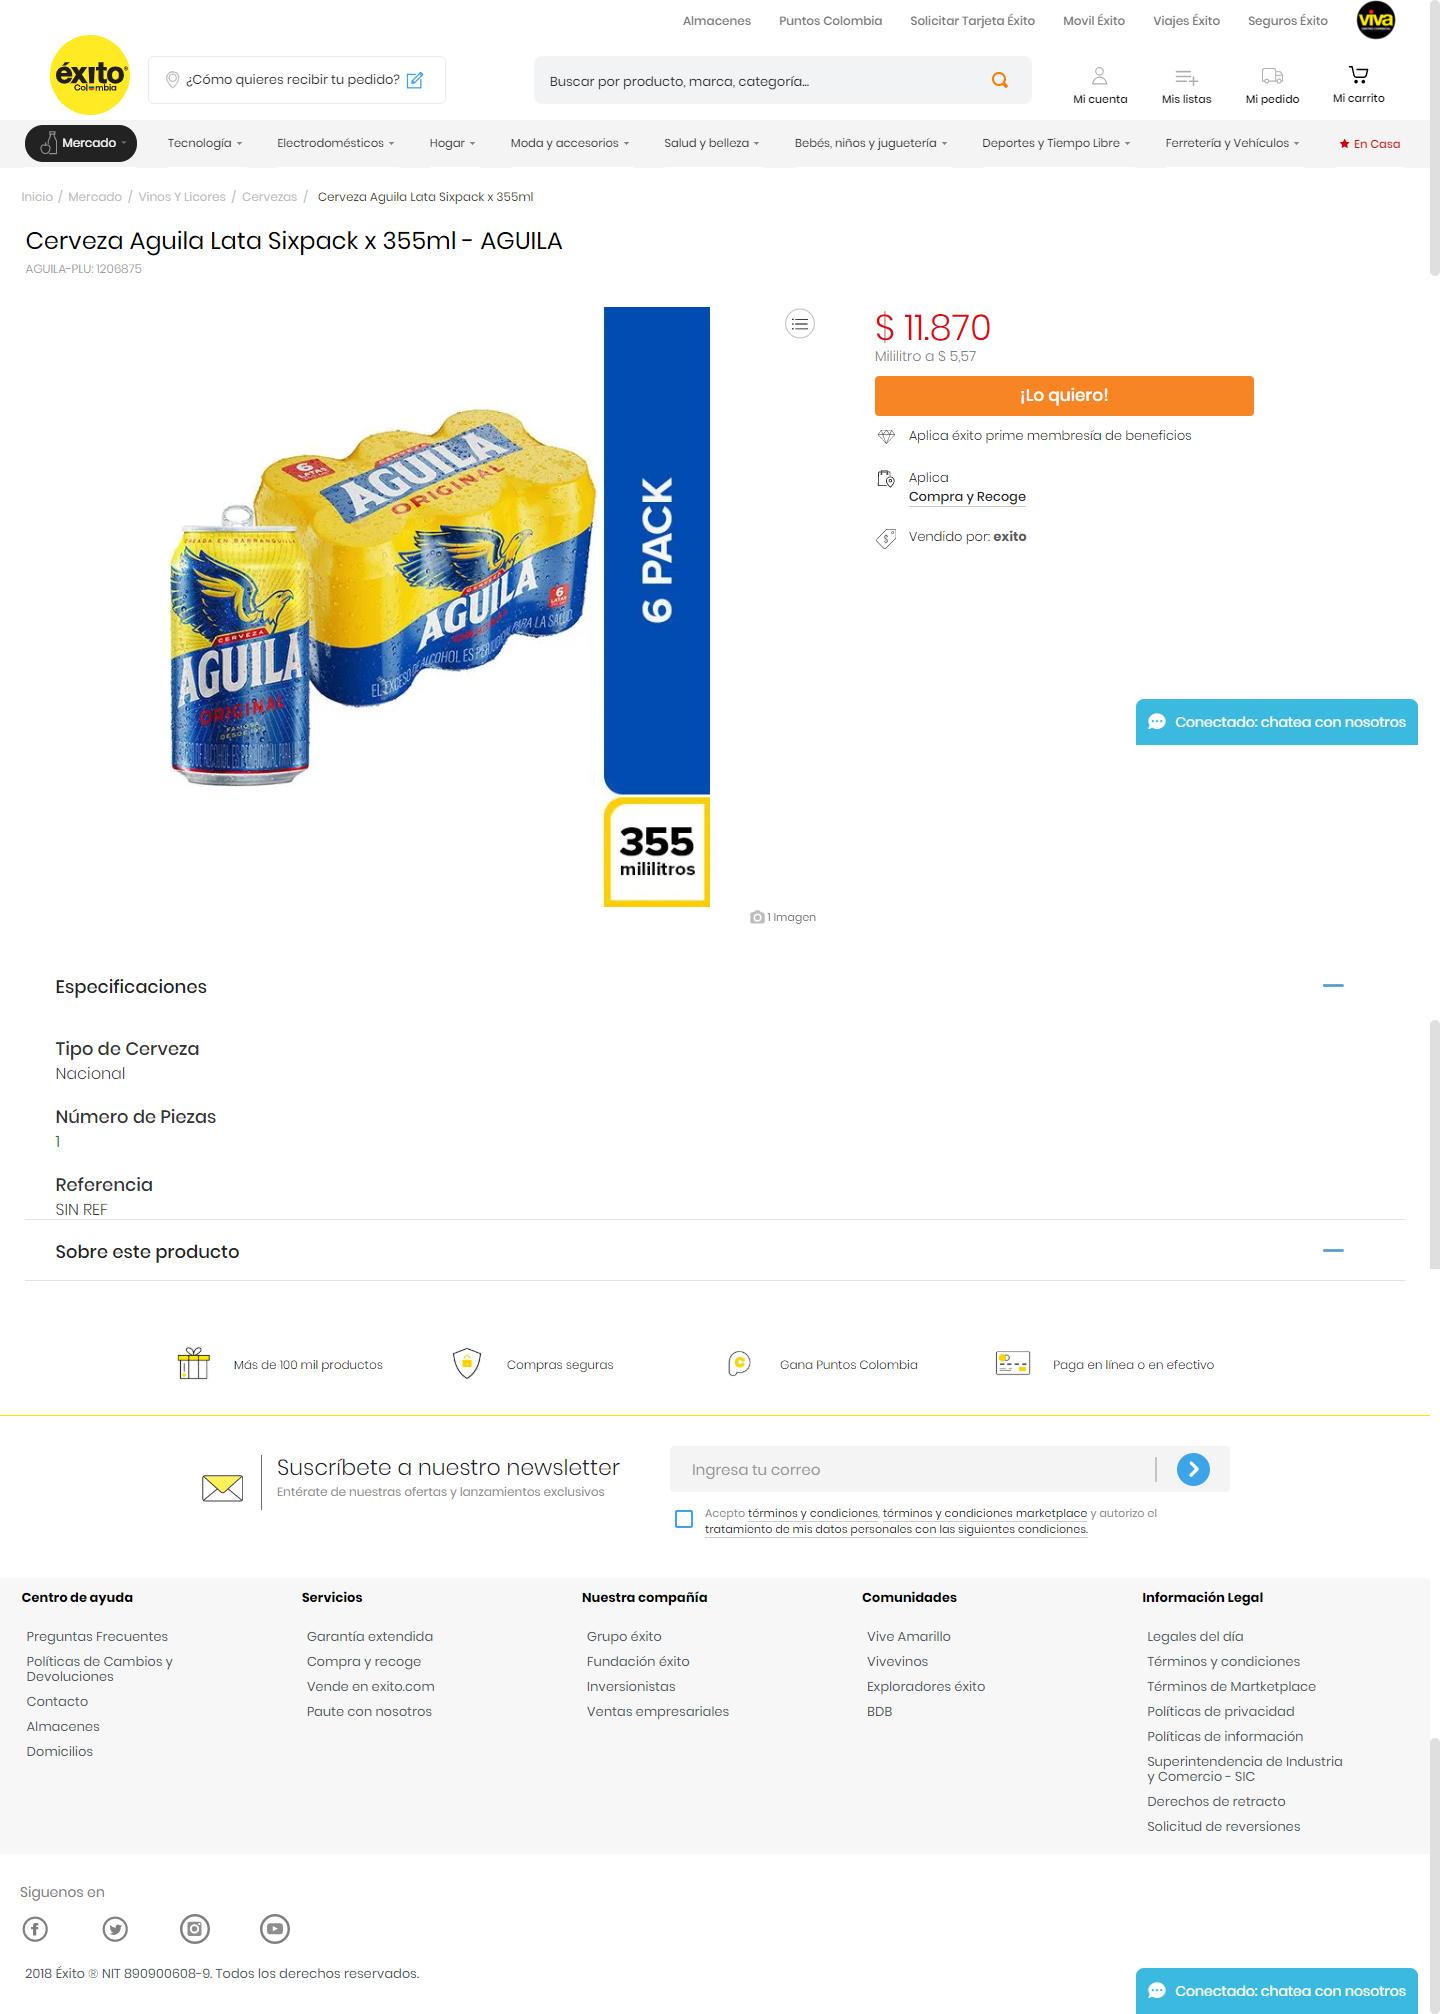 Almacenes Puntos Colombia Solicitar Tarjeta Éxito Movil Éxito Viajes Éxito Seguros Éxito viva
éxito
Colombia
¿Cómo quieres recibir tu pedido?
Buscar por producto, marca, categoría...
Mi cuenta Mis listas Mi pedido Mi carrito
Mercado Tecnología Electrodomésticos Hogar Moda y accesorios Salud y belleza Bebés, niños y juguetería Deportes y Tiempo Libre Ferretería y Vehículos En Casa
Inicio / Mercado / Vinos Y Licores / Cervezas / Cerveza Aguila Lata Sixpack x 355ml
Cerveza Aguila Lata Sixpack x 355ml - AGUILA
AGUILA-PLU: 1206875
6 LATAS
CERVEZA
AGUILA
ORIGINAL
CREADA EN BARRANQUILLA
CERVEZA
AGUILA
ORIGINAL
FAMOSA
DESDE
CERVEZA
AGUILA
6 LATAS
EL EXCESO DE ALCOHOL ES PERJUDICIAL PARA LA SALUD
6 PACK
355
mililitros
1 Imagen
$ 11.870
Mililitro a $ 5,57
¡Lo quiero!
Aplica éxito prime membresía de beneficios
Aplica
Compra y Recoge
Vendido por: exito
Conectado: chatea con nosotros
Especificaciones
Tipo de Cerveza
Nacional
Número de Piezas
1
Referencia
SIN REF
Sobre este producto
Más de 100 mil productos Compras seguras Gana Puntos Colombia Paga en línea o en efectivo
Suscríbete a nuestro newsletter
Entérate de nuestras ofertas y lanzamientos exclusivos
Ingresa tu correo
Acepto términos y condiciones, términos y condiciones marketplace y autorizo el
tratamiento de mis datos personales con las siguientes condiciones.
Centro de ayuda
Preguntas Frecuentes
Políticas de Cambios y
Devoluciones
Contacto
Almacenes
Domicilios
Servicios
Garantía extendida
Compra y recoge
Vende en exito.com
Paute con nosotros
Nuestra compañía
Grupo éxito
Fundación éxito
Inversionistas
Ventas empresariales
Comunidades
Vive Amarillo
Vivevinos
Exploradores éxito
BDB
Información Legal
Legales del día
Términos y condiciones
Términos de Martketplace
Políticas de privacidad
Políticas de información
Superintendencia de Industria
y Comercio - SIC
Derechos de retracto
Solicitud de reversiones
Siguenos en
2018 Éxito ® NIT 890900608-9. Todos los derechos reservados.
Conectado: chatea con nosotros